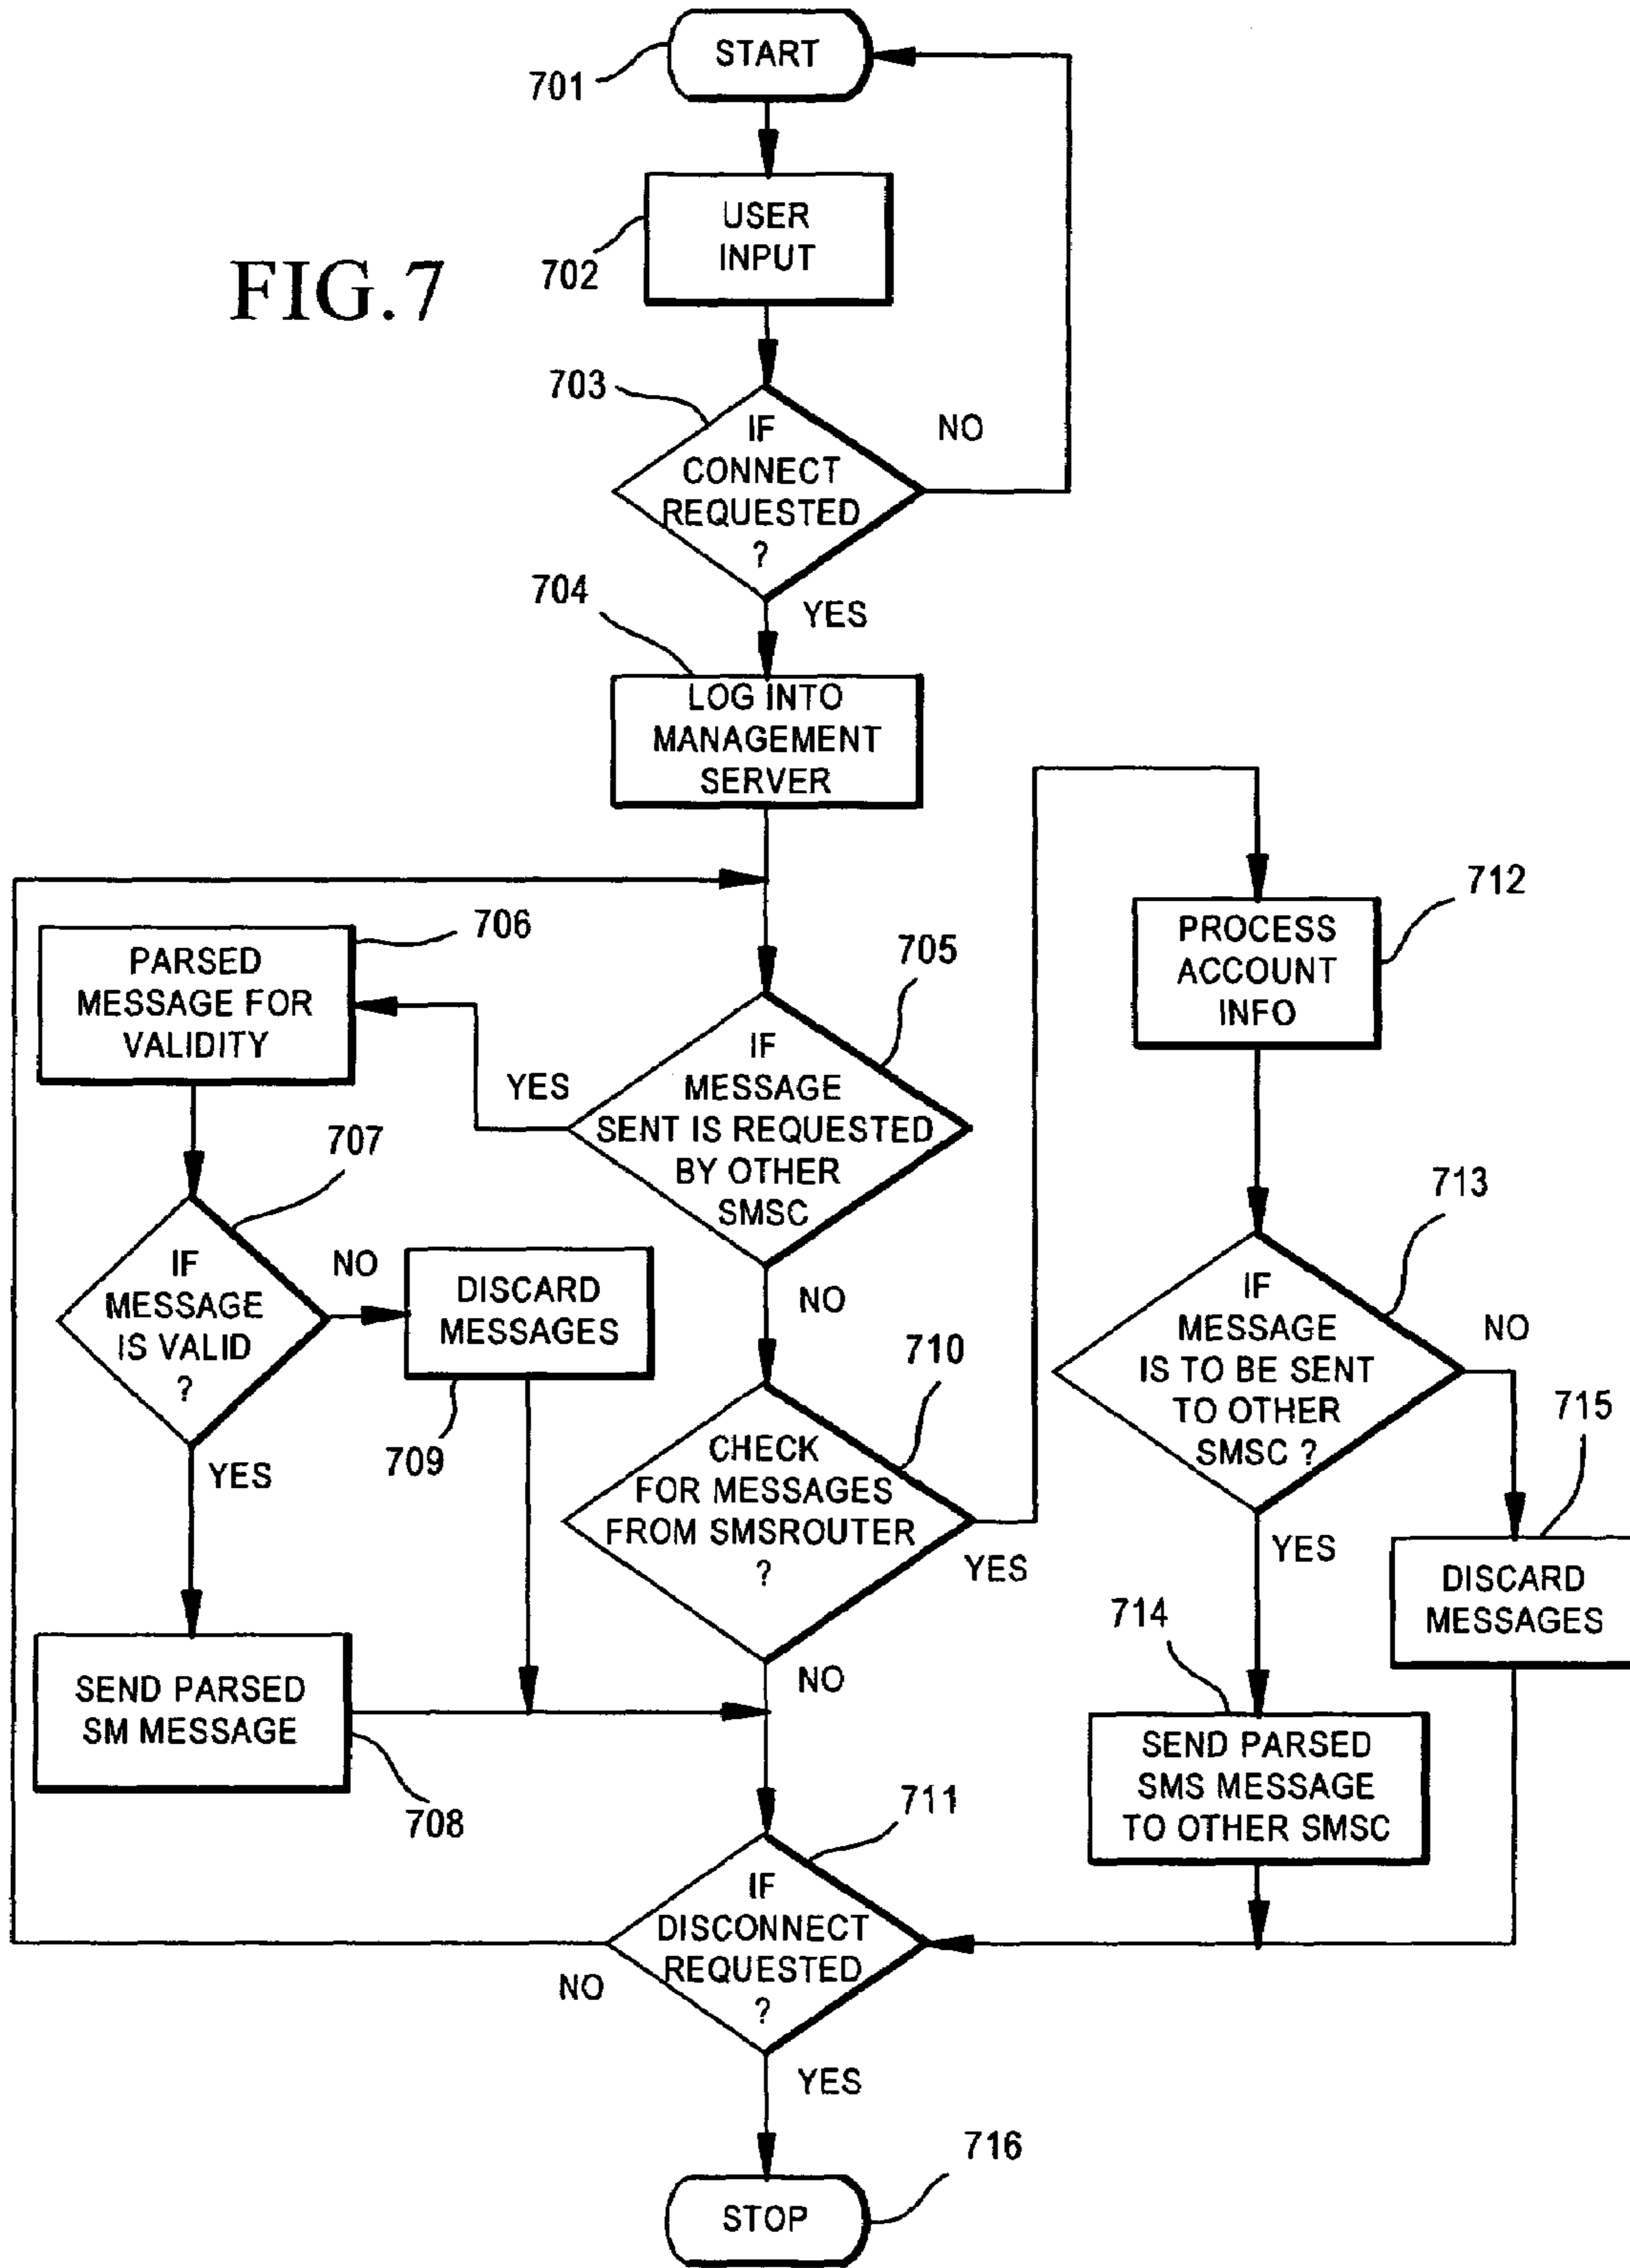 START
701
USER
INPUT
702
FIG.7
703
IF
CONNECT
REQUESTED
?
NO
YES
704
LOG INTO
MANAGEMENT
SERVER
706
PARSED
MESSAGE FOR
VALIDITY
705
IF
MESSAGE
SENT IS REQUESTED
BY OTHER
SMSC
YES
NO
707
IF
MESSAGE
IS VALID
?
NO
YES
DISCARD
MESSAGES
709
710
CHECK
FOR MESSAGES
FROM SMSROUTER
?
YES
NO
SEND PARSED
SM MESSAGE
708
711
IF
DISCONNECT
REQUESTED
?
NO
YES
712
PROCESS
ACCOUNT
INFO
713
IF
MESSAGE
IS TO BE SENT
TO OTHER
SMSC ?
NO
YES
715
DISCARD
MESSAGES
714
SEND PARSED
SMS MESSAGE
TO OTHER SMSC
716
STOP